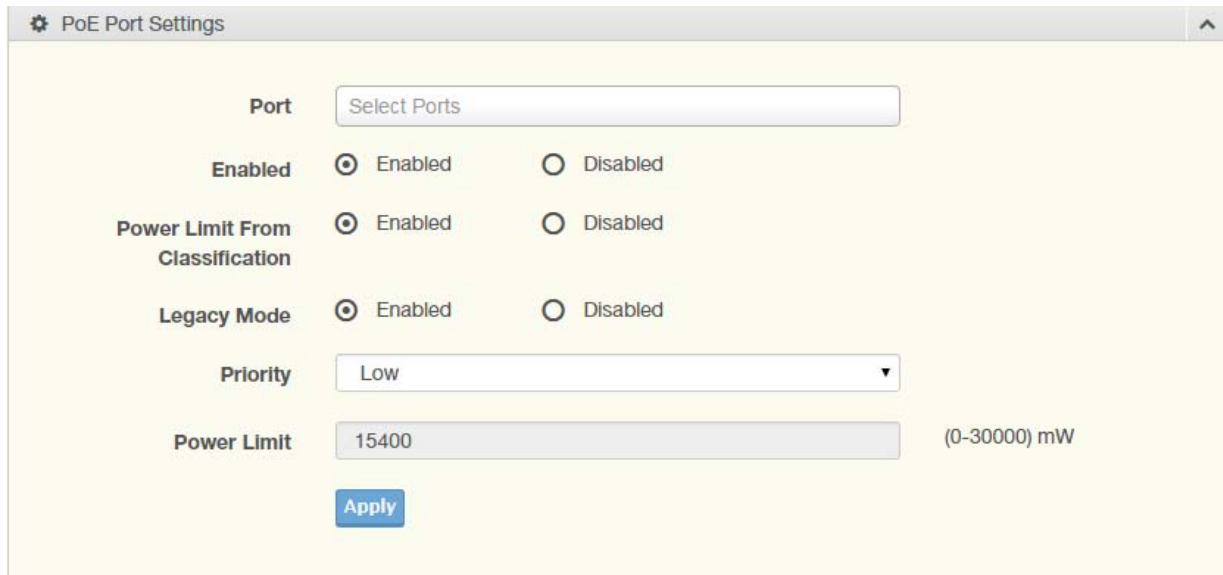 PoE Port Settings
Port Select Ports
Enabled Enabled Disabled
Power Limit From
Classification Enabled Disabled
Legacy Mode Enabled Disabled
Priority Low
Power Limit 15400 (0-30000) mW
Apply